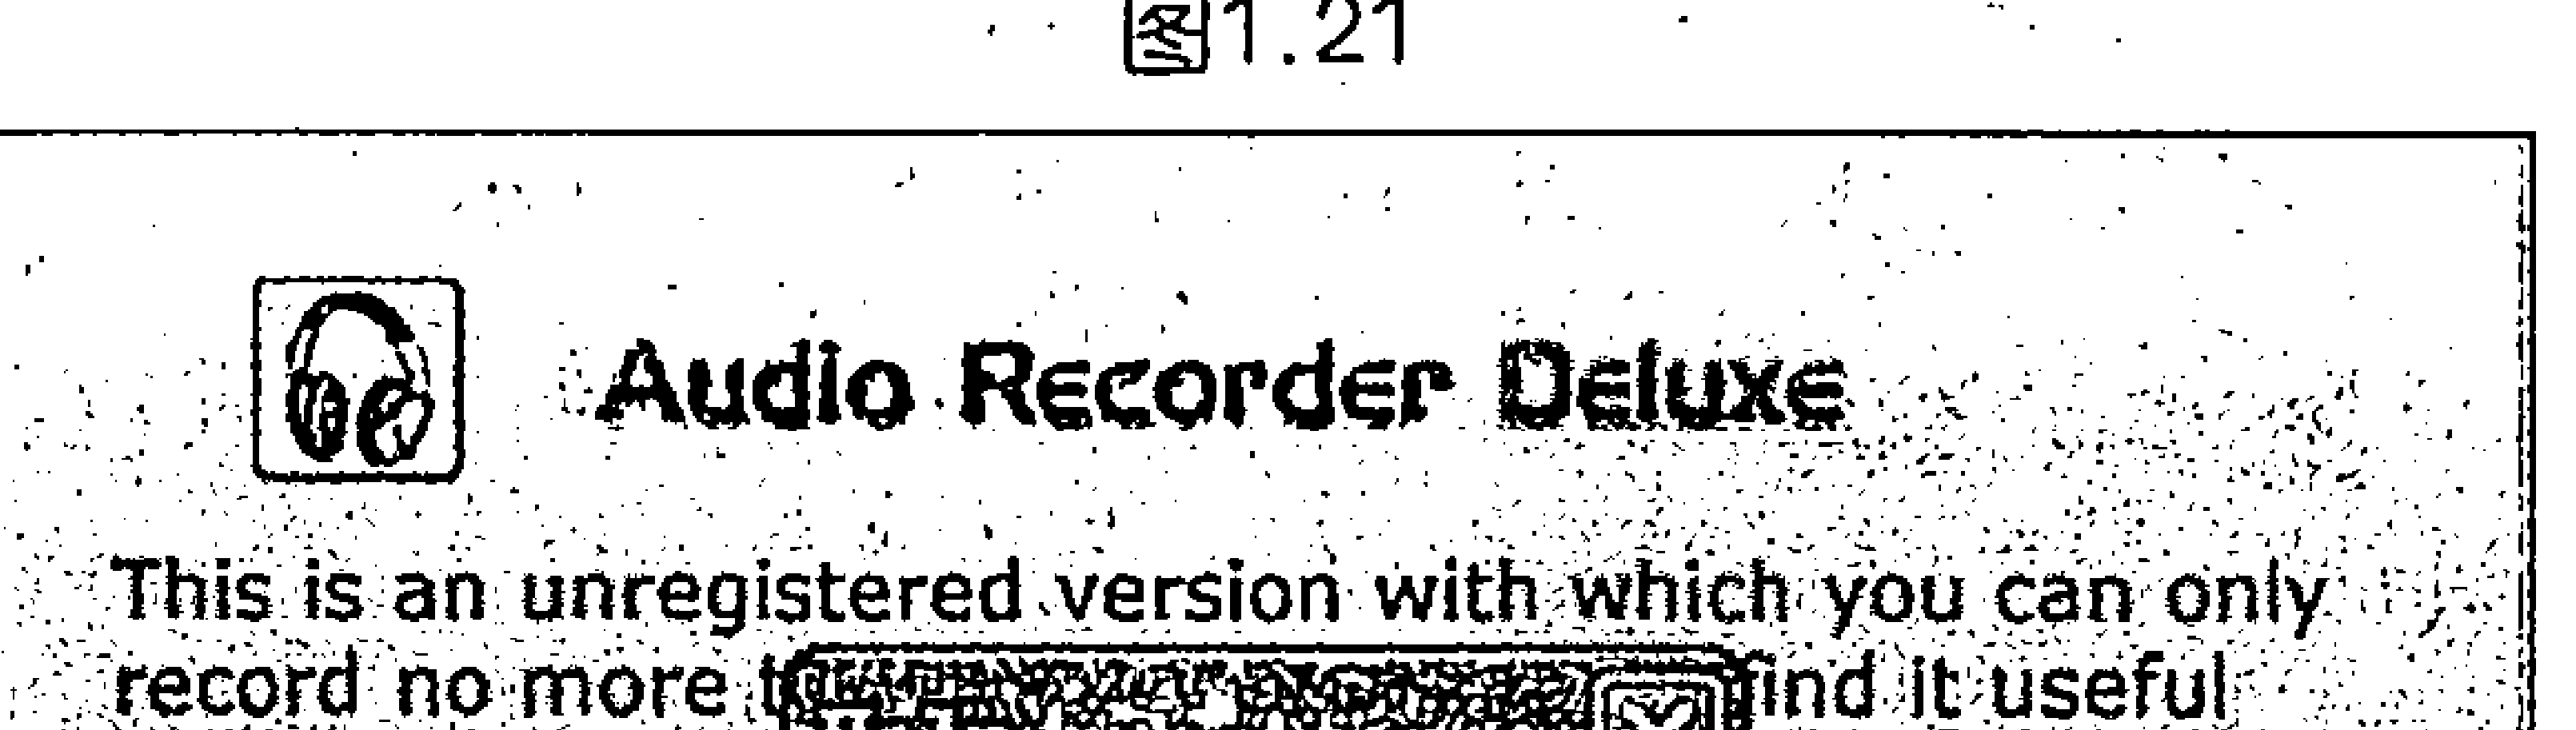 图1.21
Audio Recorder Deluxe
This is an unregistered version with which you can only
record no more
find it useful